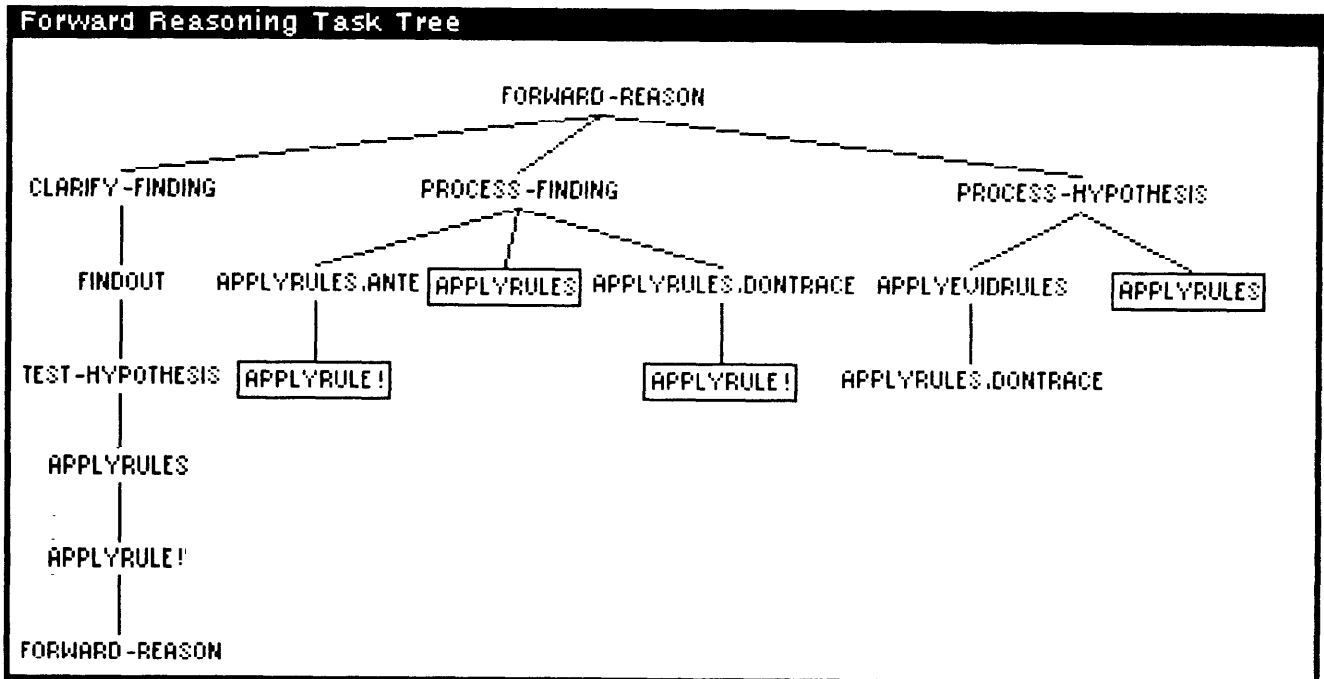 Forward Reasoning Task Tree
FORWARD-REASON
CLARIFY-FINDING PROCESS-FINDING PROCESS-HYPOTHESIS
FINDOUT APPLYRULES.ANTE APPLYRULES APPLYRULES.DONTRACE APPLYEVIDRULES APPLYRULES
TEST-HYPOTHESIS APPLYRULE! APPLYRULE! APPLYRULES.DONTRACE
APPLYRULES
APPLYRULE!
FORWARD-REASON